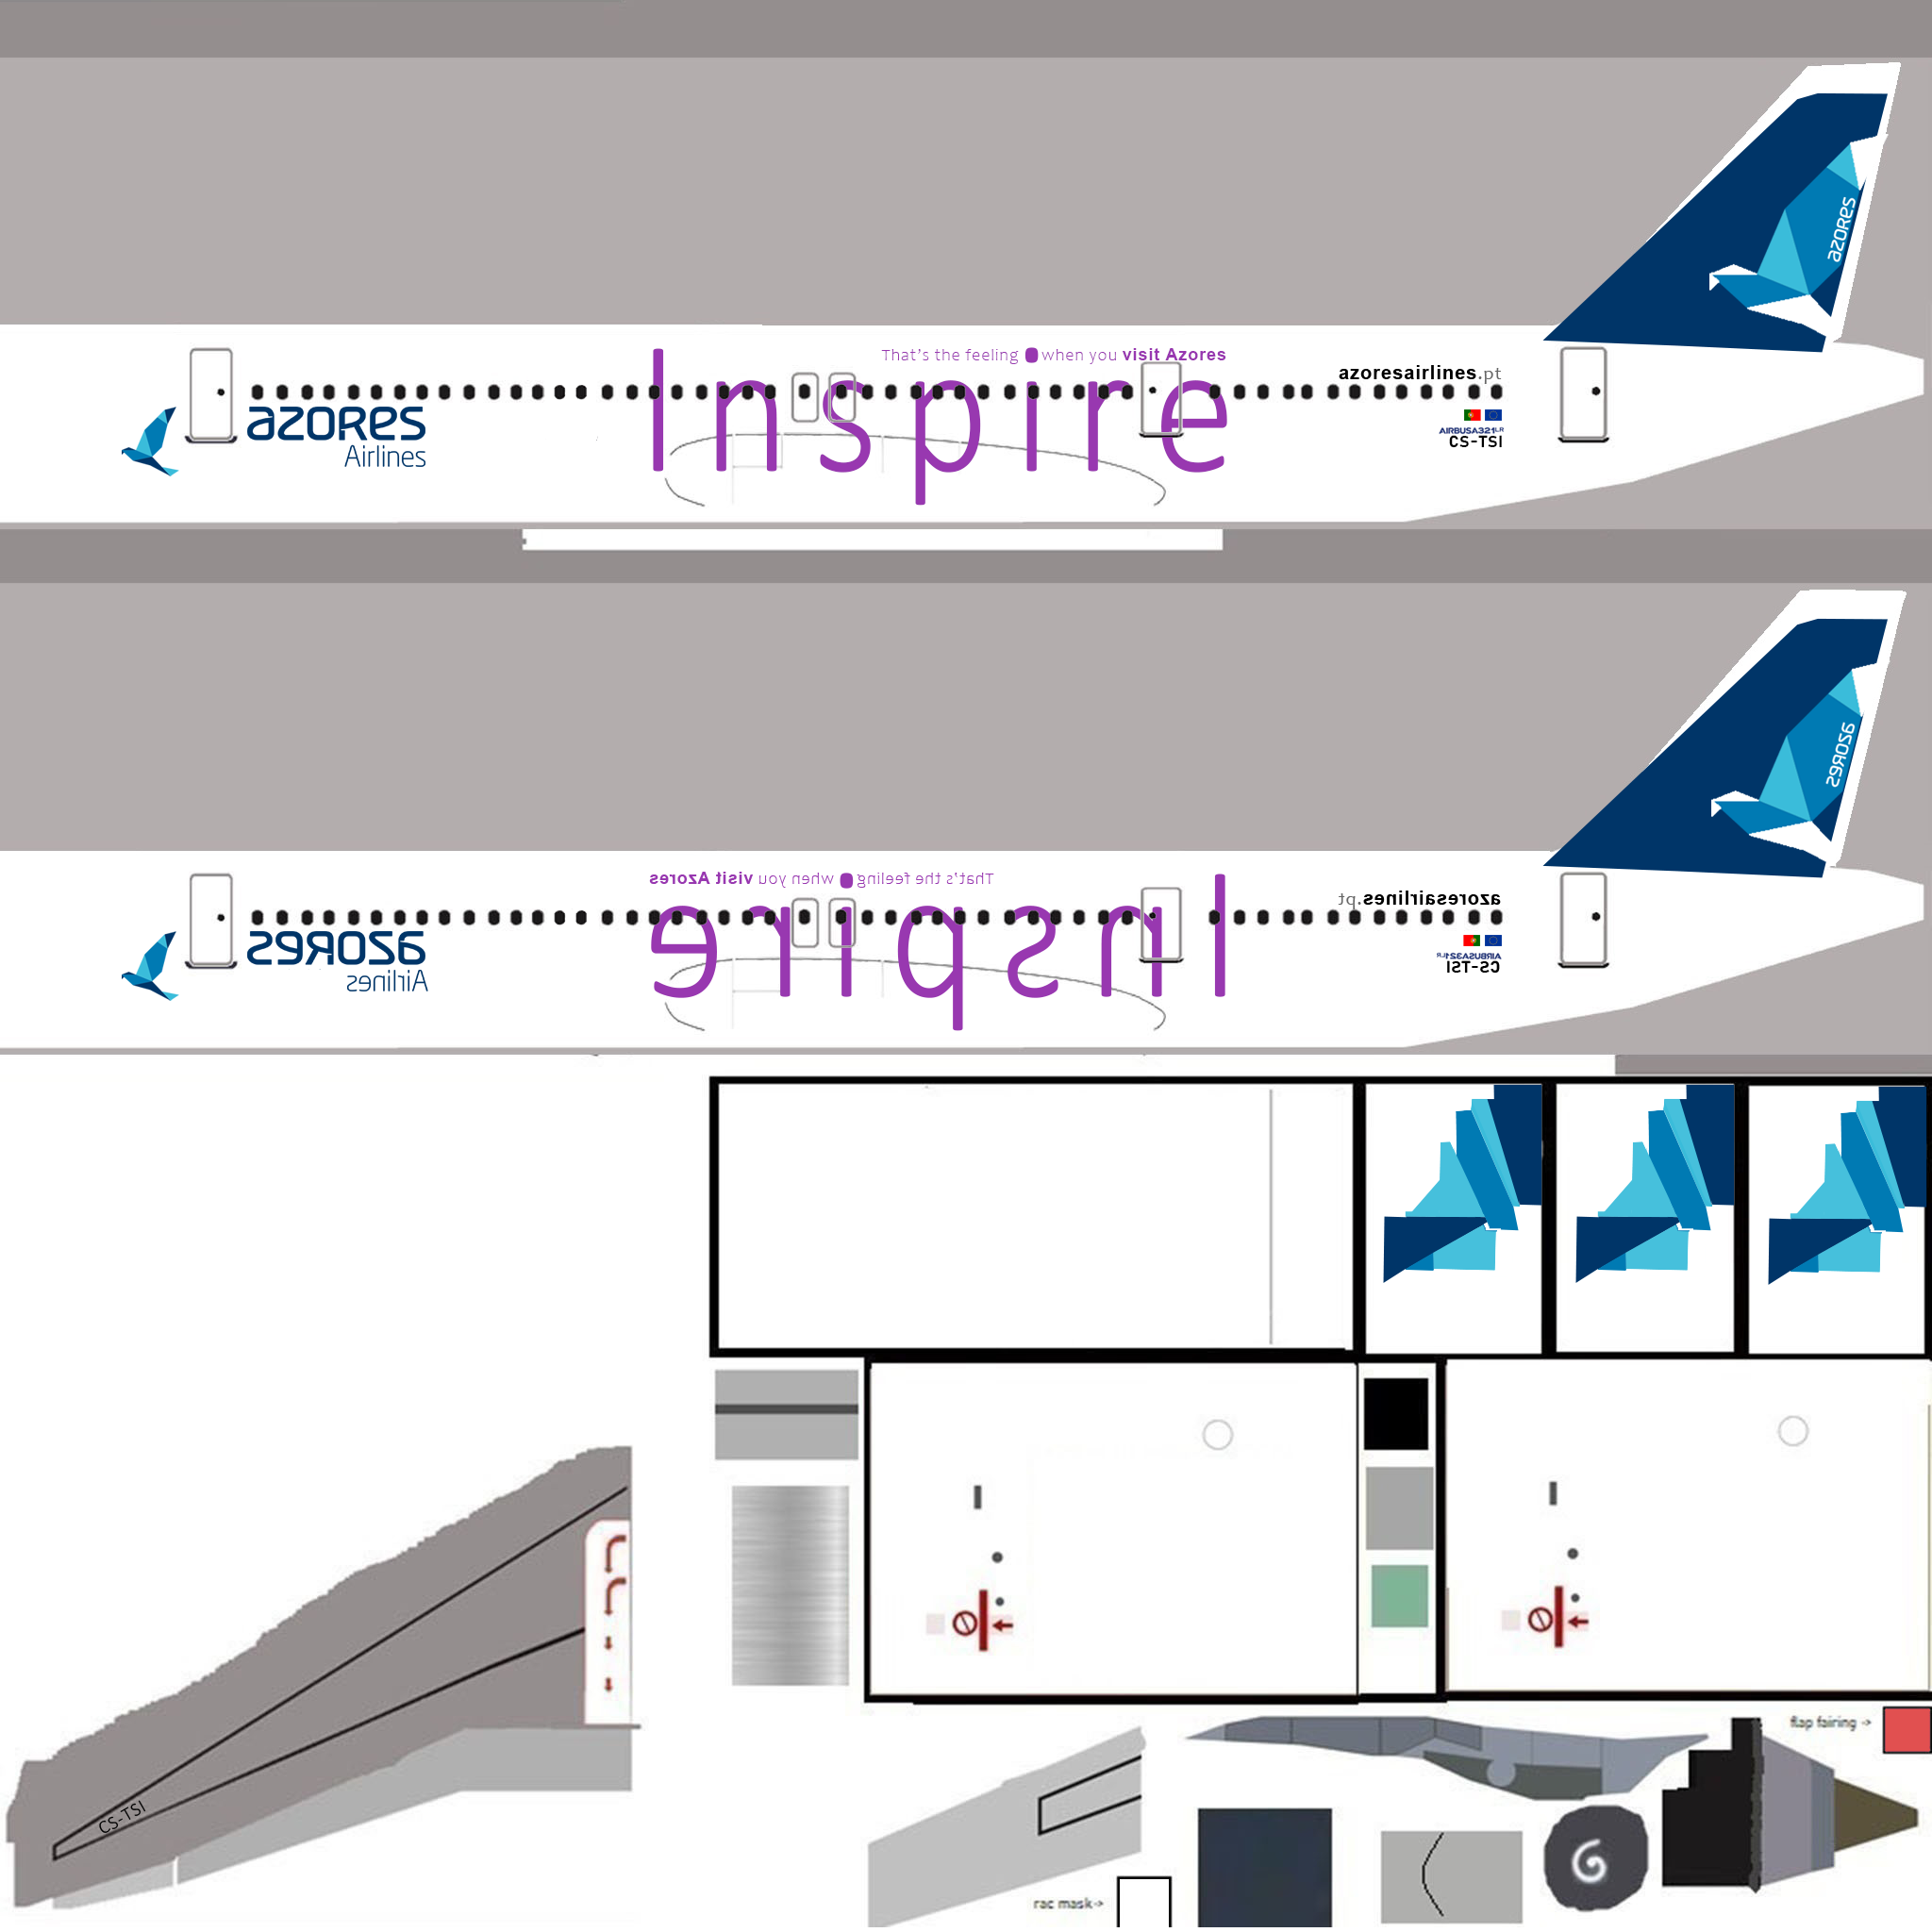 azores
That's the feeling when you visit Azores
Inspire
azoresairlines.pt
azores
Airlines
AIRBUSA321LR
CS-TSI
azores
That's the feeling when you visit Azores
Inspire
azoresairlines.pt
azores
Airlines
AIRBUSA321LR
CS-TSI
flap fairing ->
CS-TSI
rac mask->